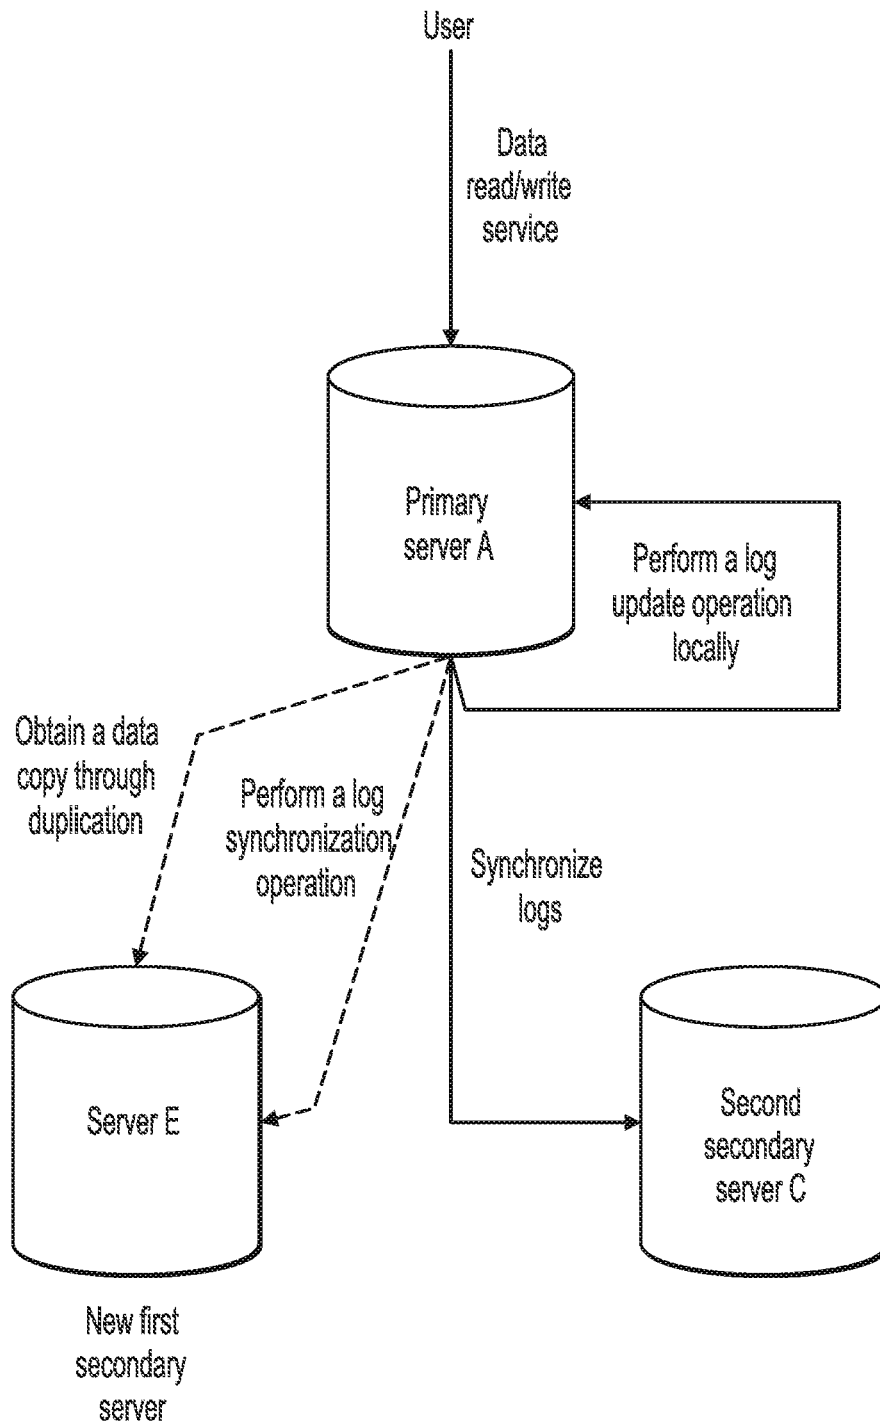 User
Data
read/write
service
Primary
server A
Perform a log
update operation
locally
Obtain a data
copy through
duplication
Perform a log
synchronization
operation
Synchronize
logs
Server E
Second
secondary
server C
New first
secondary
server